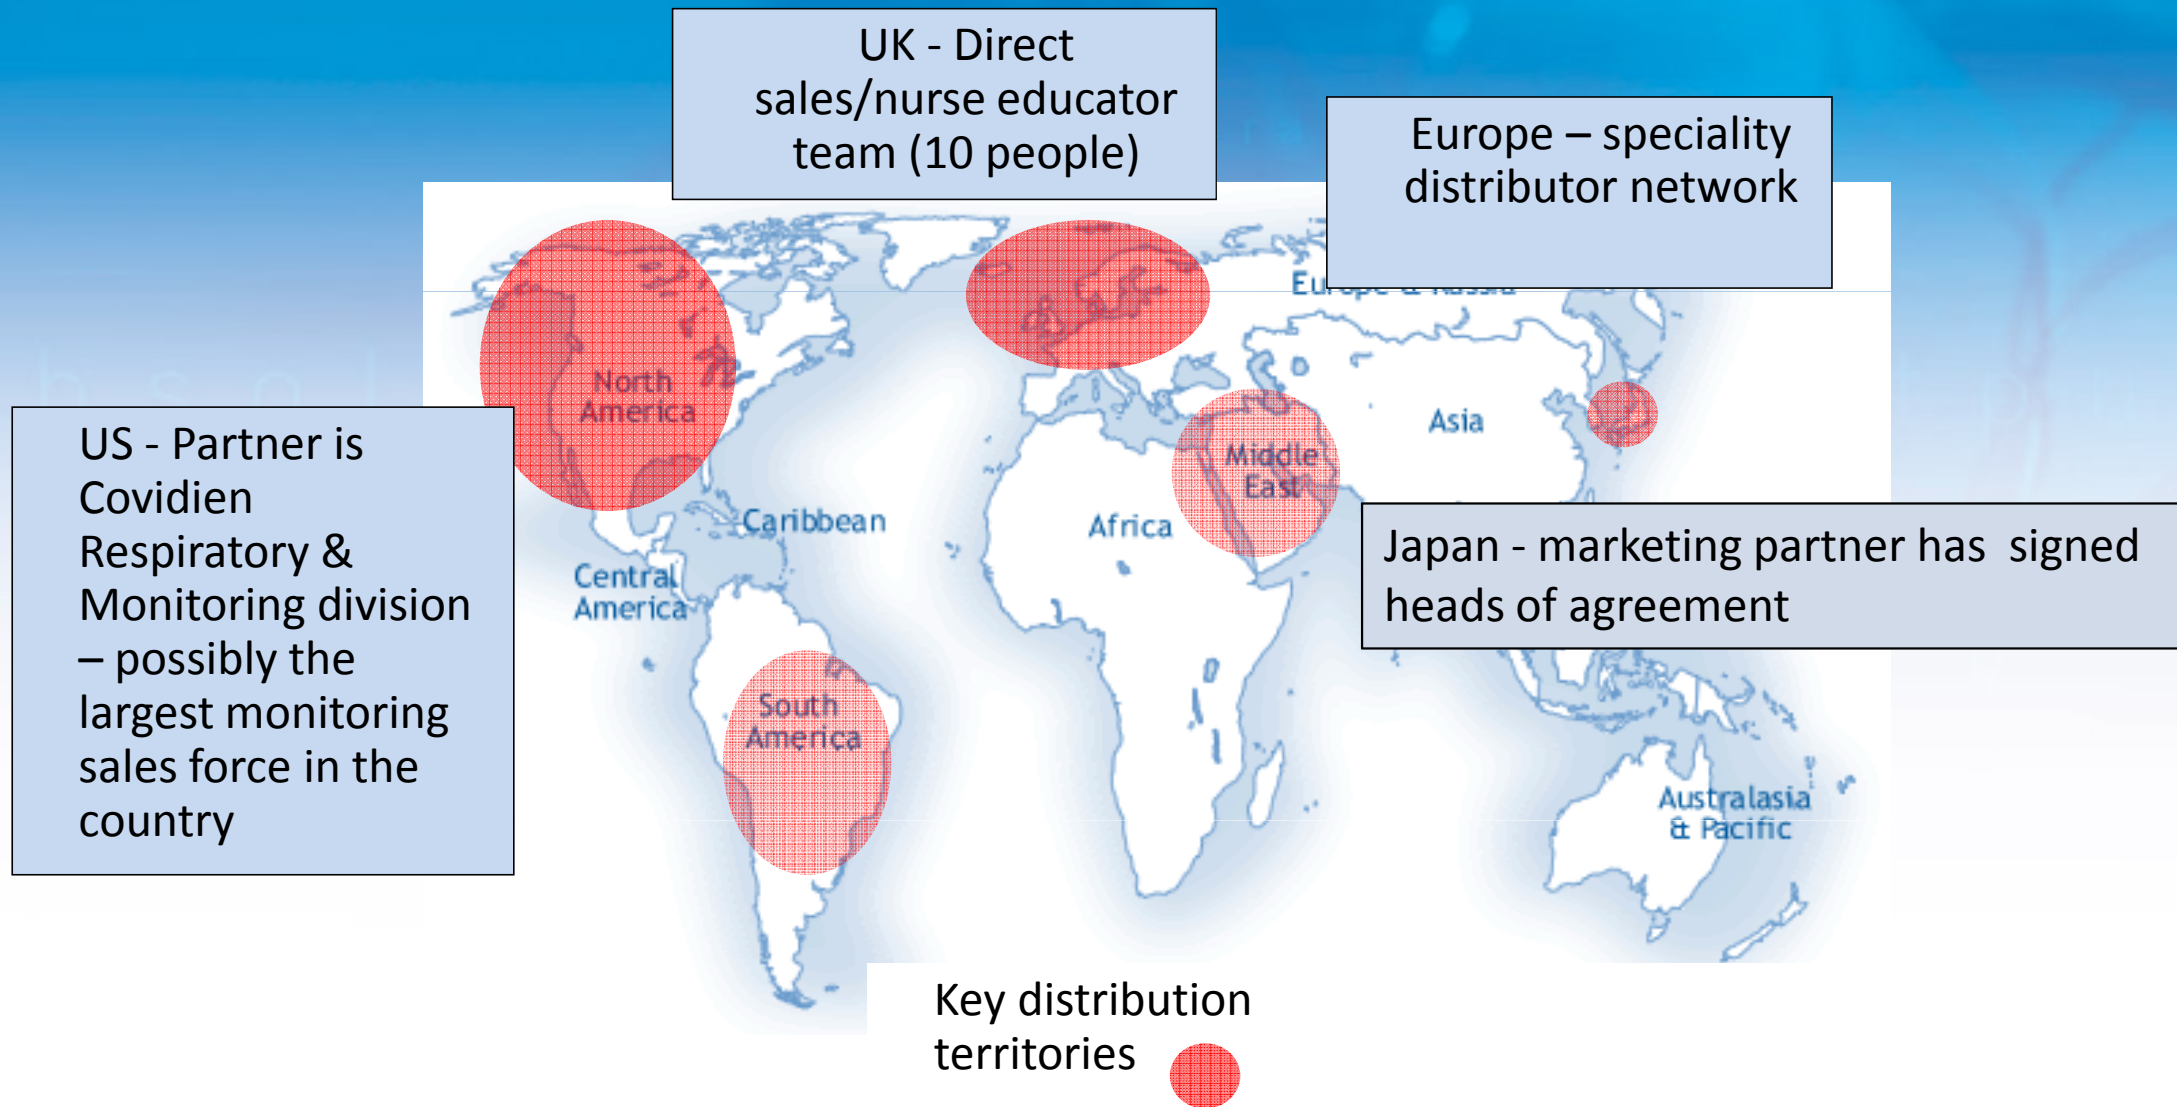 UK - Direct
sales/nurse educator
team (10 people)
Europe – speciality
distributor network
US - Partner is
Covidien
Respiratory &
Monitoring division
– possibly the
largest monitoring
sales force in the
country
Japan - marketing partner has signed
heads of agreement
North
America
Caribbean
Central
America
South
America
Africa
Middle
East
Asia
Australasia
& Pacific
Key distribution
territories